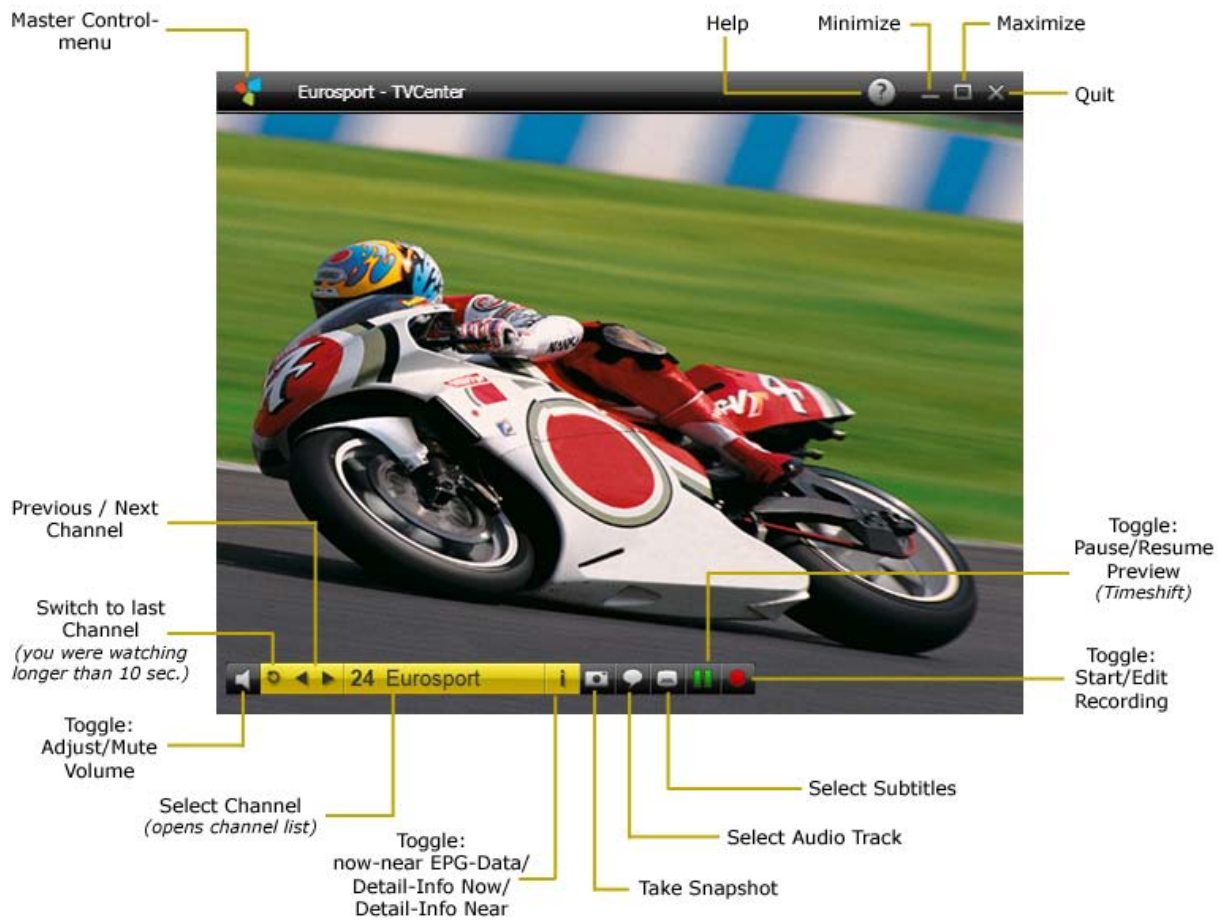 Master Control-
menu
Help
Minimize
Maximize
Eurosport - TVCenter
?
Quit
4
Previous / Next
Channel
Toggle:
Pause/Resume
Preview
(Timeshift)
Switch to last
Channel
(you were watching
longer than 10 sec.)
24 Eurosport
i
Toggle:
Start/Edit
Recording
Toggle:
Adjust/Mute
Volume
Select Channel
(opens channel list)
Select Subtitles
Toggle:
now-near EPG-Data/
Detail-Info Now/
Detail-Info Near
Select Audio Track
Take Snapshot